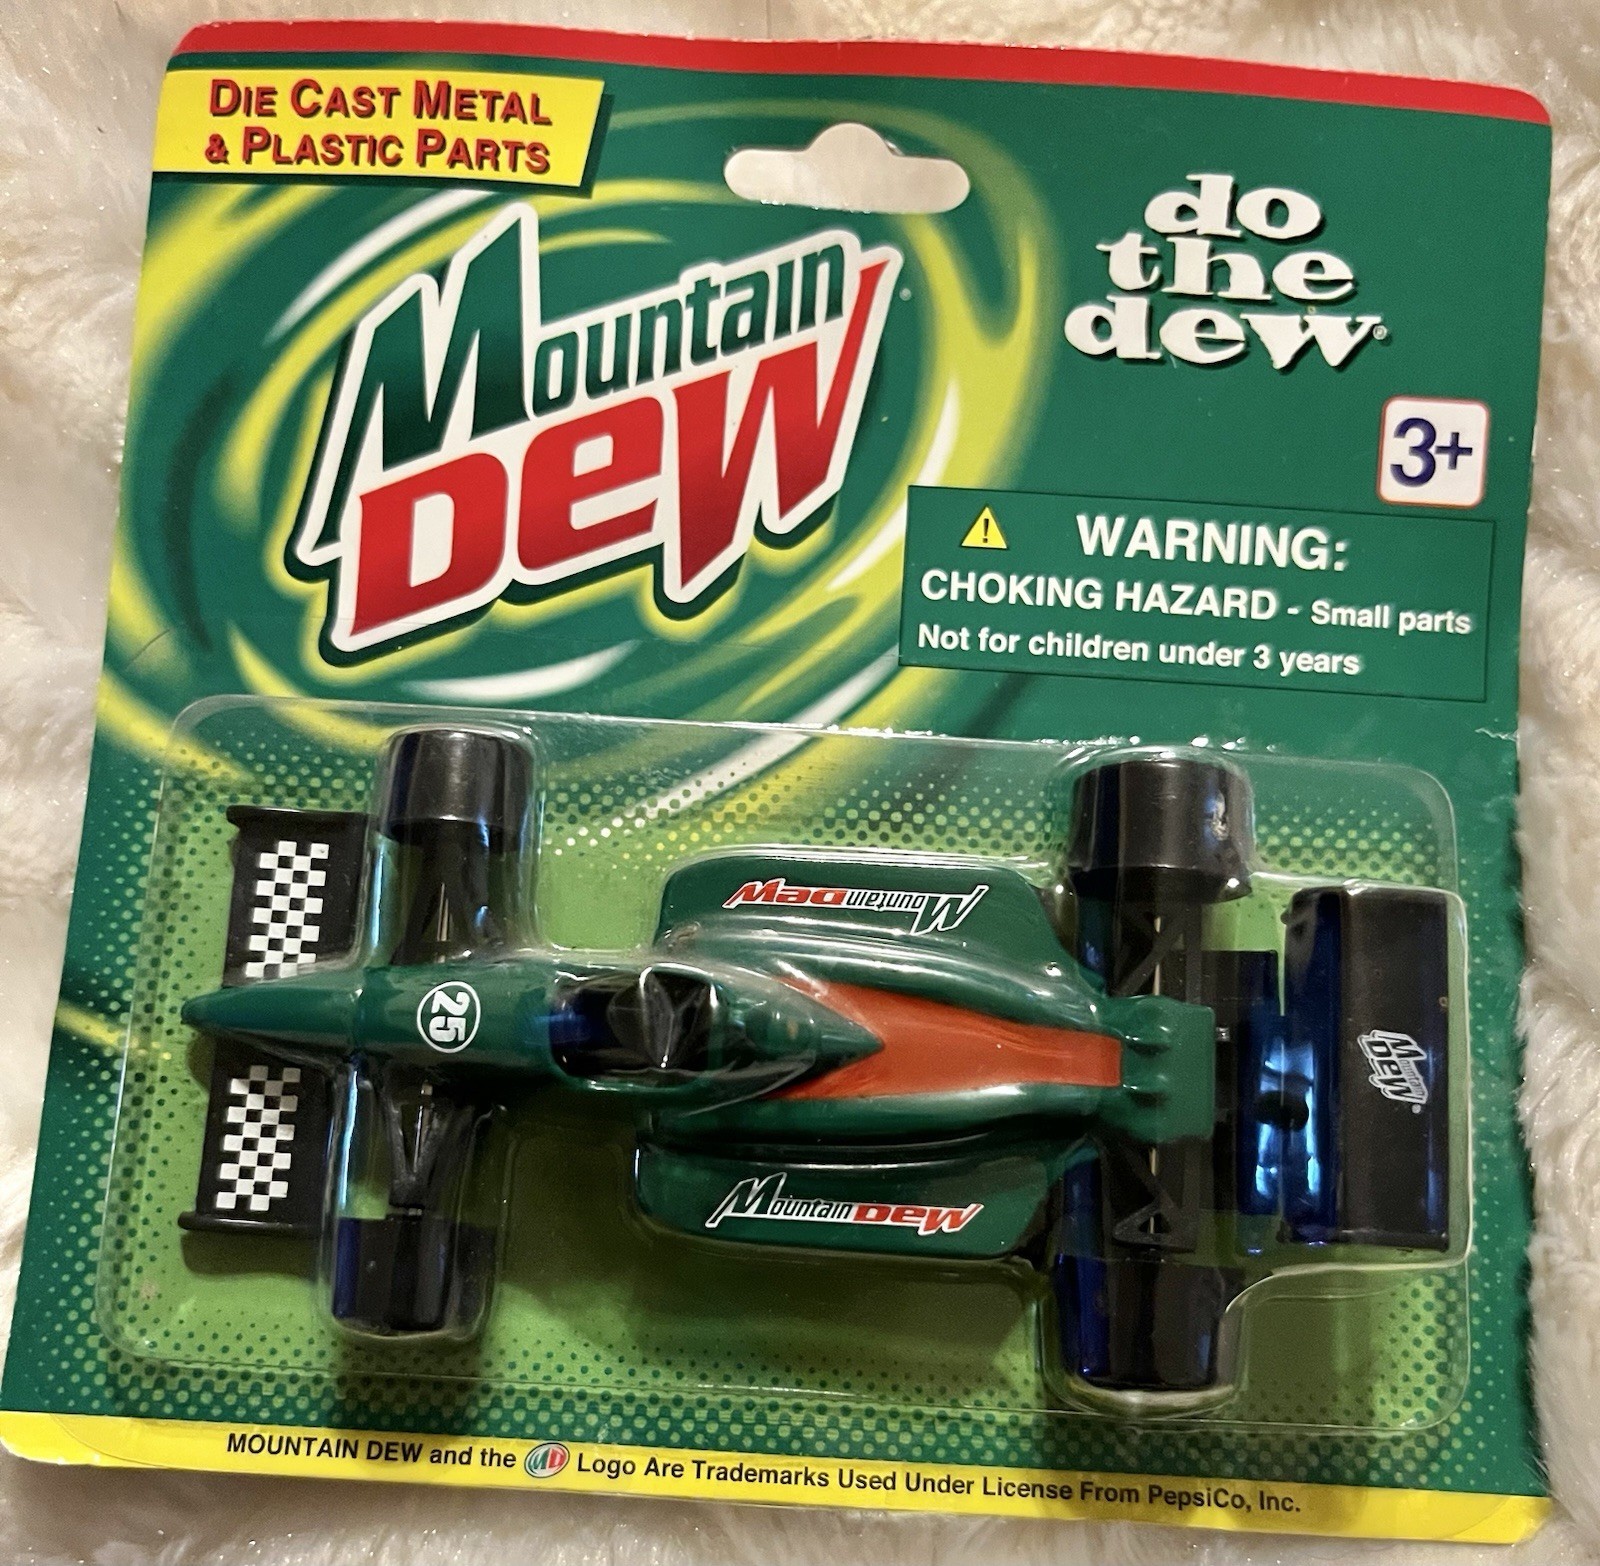 DIE CAST METAL
& PLASTIC PARTS
Mountain
Dew®
do
the
dew®
3+
WARNING:
CHOKING HAZARD - Small parts
Not for children under 3 years
Mountain Dew
25
Mountain
Dew®
Mountain Dew
MOUNTAIN DEW and the MD Logo Are Trademarks Used Under License From PepsiCo, Inc.